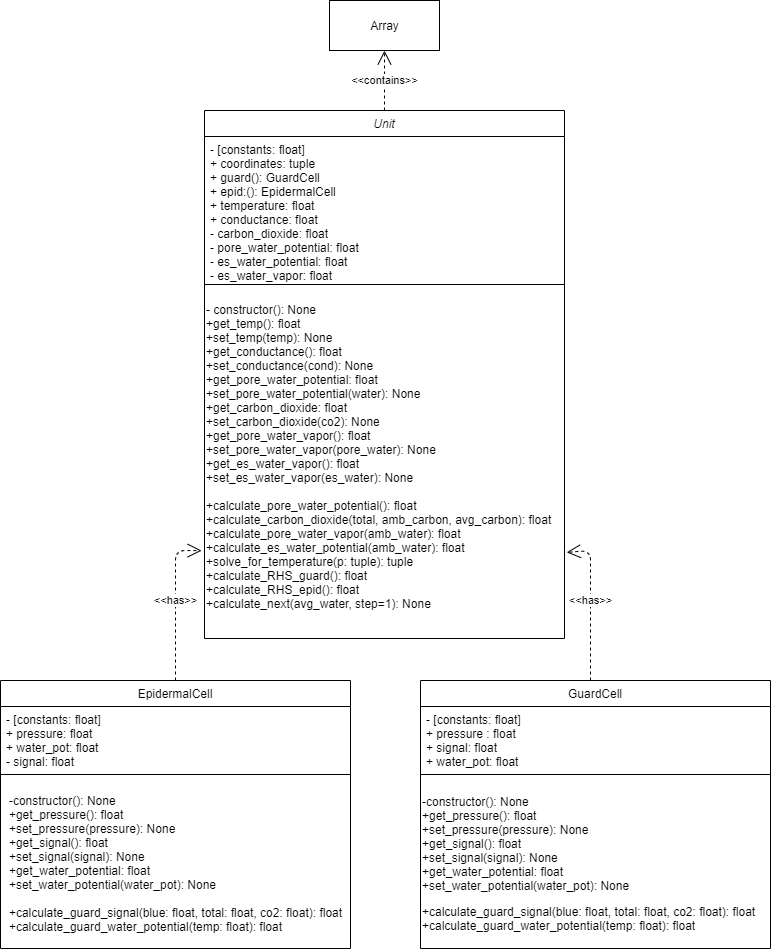 Array
<<contains>>
Unit
- [constants: float]
+ coordinates: tuple
+ guard(): GuardCell
+ epid:(): EpidermalCell
+ temperature: float
+ conductance: float
- carbon_dioxide: float
- pore_water_potential: float
- es_water_potential: float
- es_water_vapor: float
- constructor(): None
+get_temp(): float
+set_temp(temp): None
+get_conductance(): float
+set_conductance(cond): None
+get_pore_water_potential: float
+set_pore_water_potential(water): None
+get_carbon_dioxide: float
+set_carbon_dioxide(co2): None
+get_pore_water_vapor(): float
+set_pore_water_vapor(pore_water): None
+get_es_water_vapor(): float
+set_es_water_vapor(es_water): None
+calculate_pore_water_potential(): float
+calculate_carbon_dioxide(total, amb_carbon, avg_carbon): float
+calculate_pore_water_vapor(amb_water): float
+calculate_es_water_potential(amb_water): float
+solve_for_temperature(p: tuple): tuple
+calculate_RHS_guard(): float
+calculate_RHS_epid(): float
+calculate_next(avg_water, step=1): None
<<has>>
<<has>>
EpidermalCell
- [constants: float]
+ pressure: float
+ water_pot: float
- signal: float
-constructor(): None
+get_pressure(): float
+set_pressure(pressure): None
+get_signal(): float
+set_signal(signal): None
+get_water_potential: float
+set_water_potential(water_pot): None
+calculate_guard_signal(blue: float, total: float, co2: float): float
+calculate_guard_water_potential(temp: float): float
GuardCell
- [constants: float]
+ pressure : float
+ signal: float
+ water_pot: float
-constructor(): None
+get_pressure(): float
+set_pressure(pressure): None
+get_signal(): float
+set_signal(signal): None
+get_water_potential: float
+set_water_potential(water_pot): None
+calculate_guard_signal(blue: float, total: float, co2: float): float
+calculate_guard_water_potential(temp: float): float